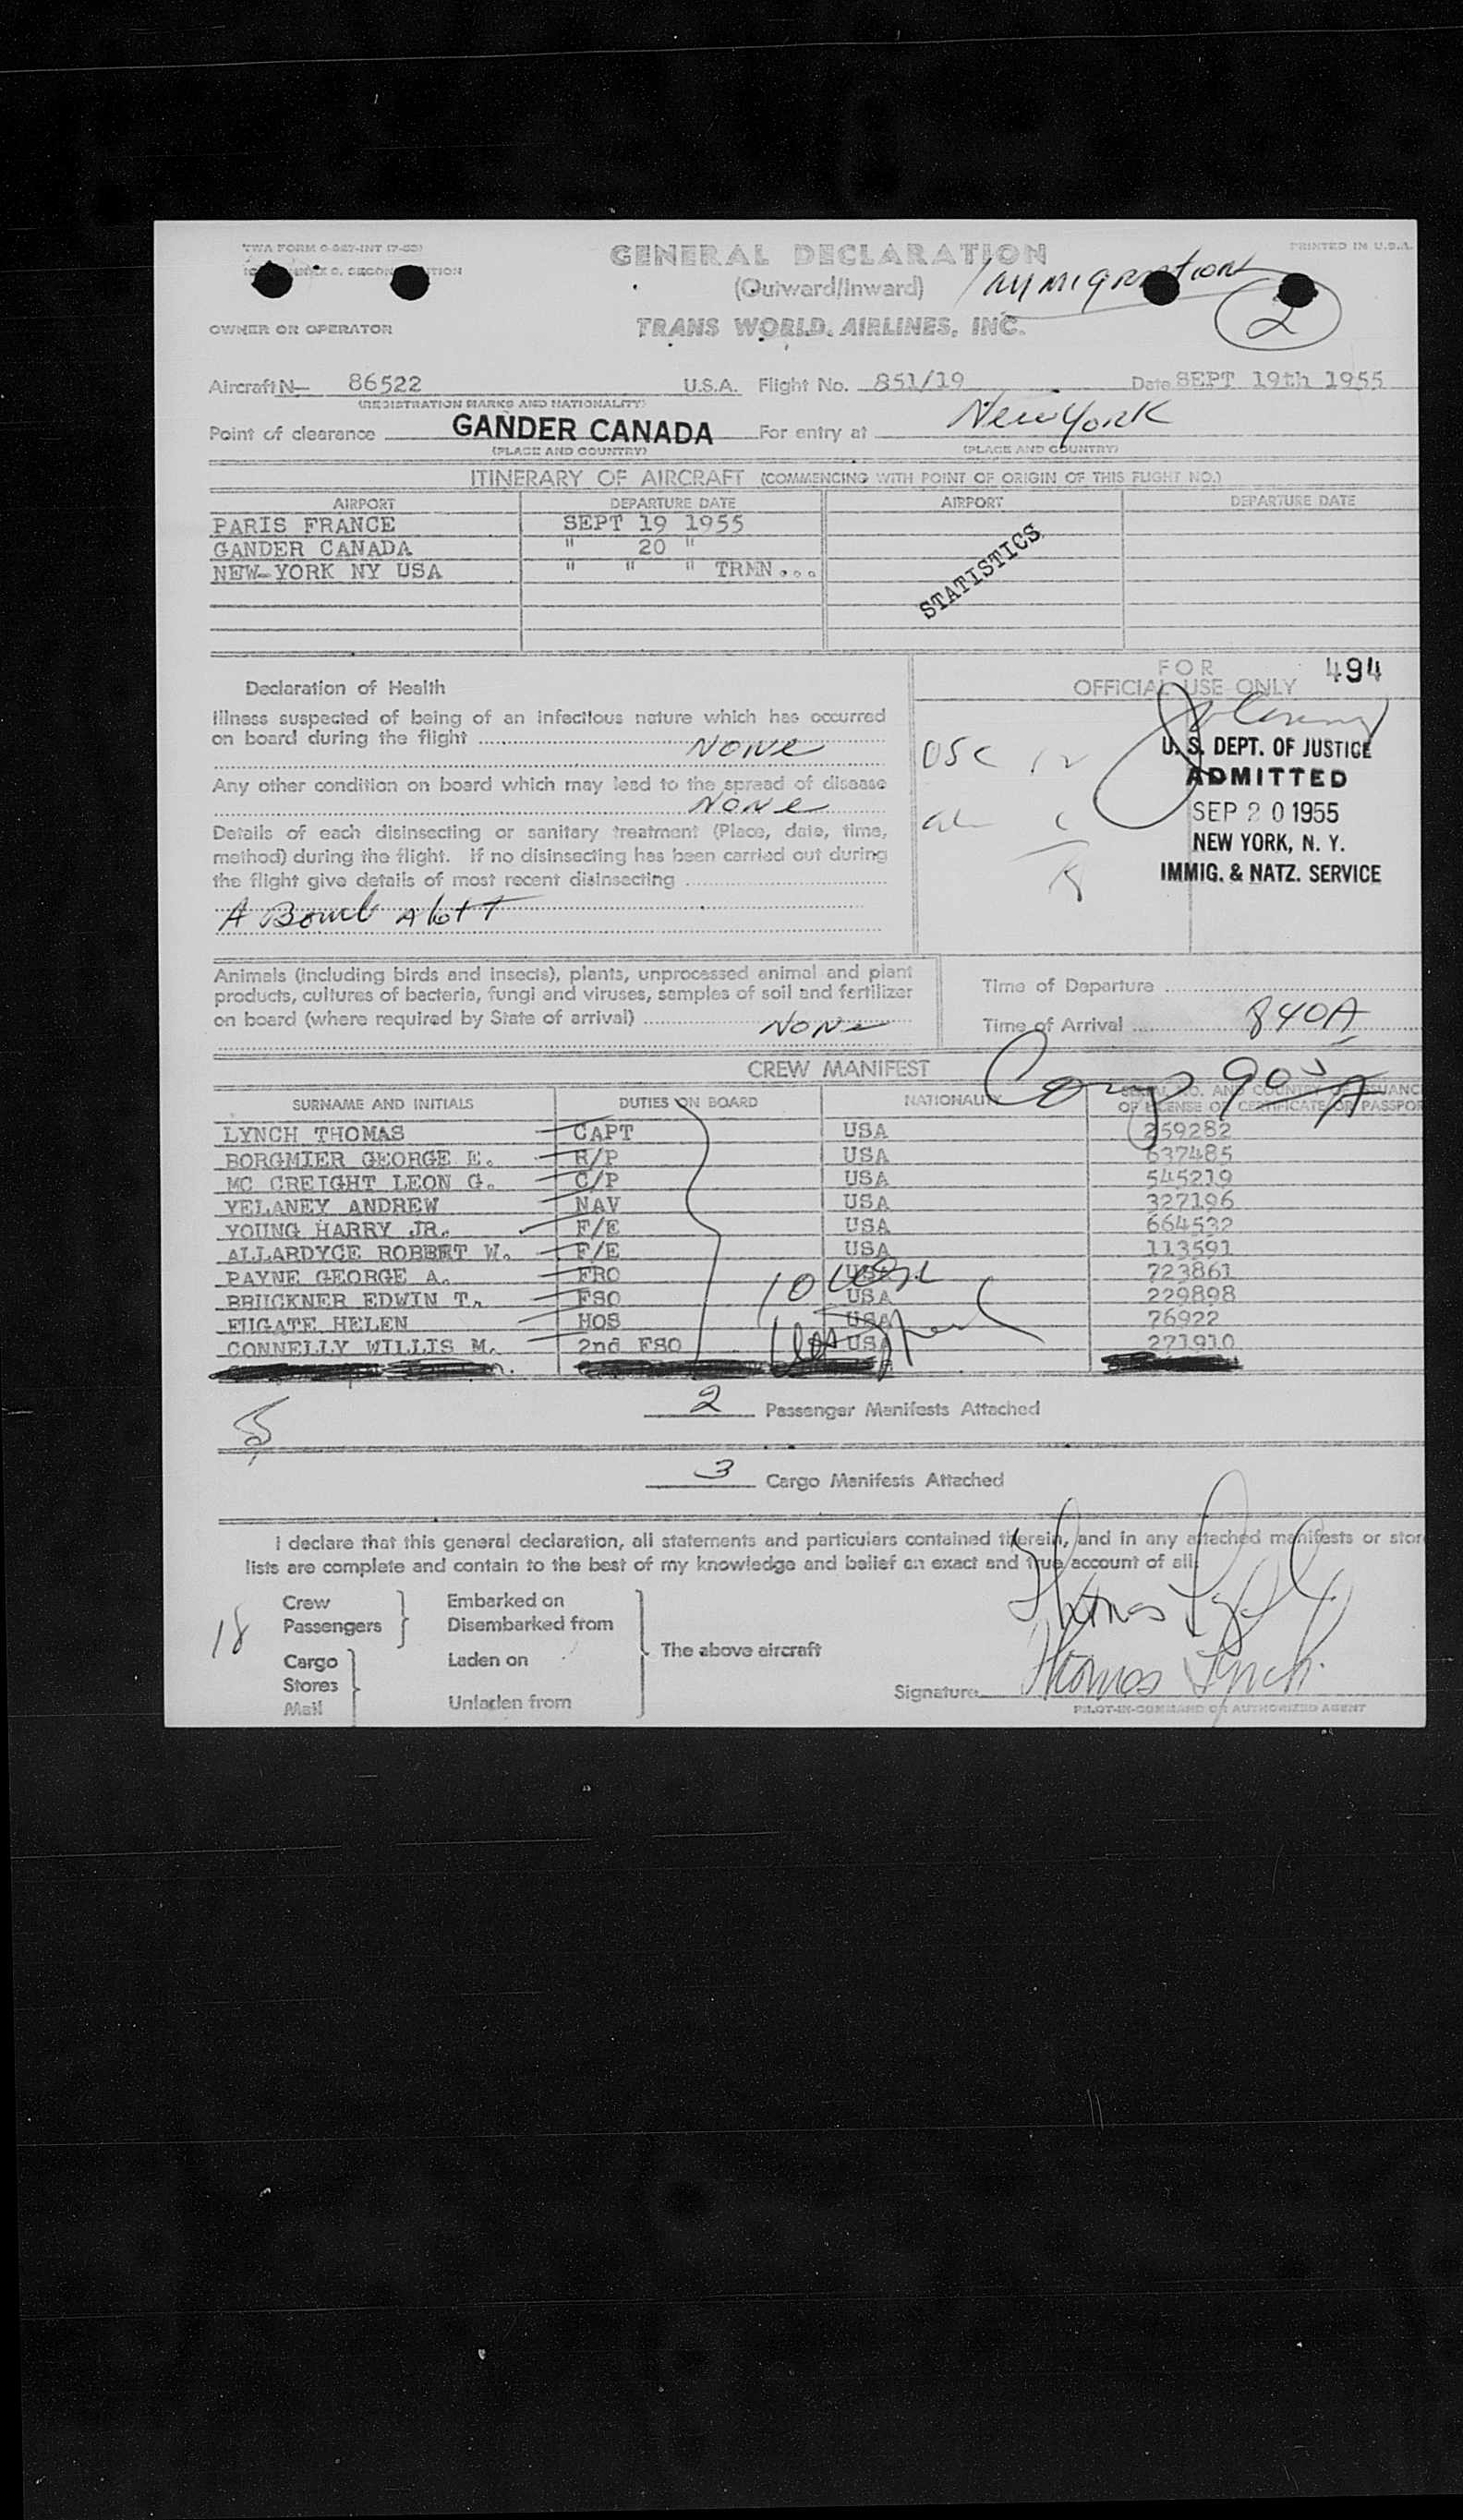 TWA FORM
PRINTED IN U.S.A.
GENERAL DECLARATION
(Outward/Inward)
Immigration
2
OWNER OR OPERATOR
TRANS WORLD AIRLINES, INC.
Aircraft N- 86522 U.S.A. Flight No. 851/19 Date SEPT 19th 1955
(REGISTRATION MARKS AND NATIONALITY)
Point of clearance GANDER CANADA For entry at New York
(PLACE AND COUNTRY) (PLACE AND COUNTRY)
ITINERARY OF AIRCRAFT (COMMENCING WITH POINT OF ORIGIN OF THIS FLIGHT NO.)
AIRPORT DEPARTURE DATE AIRPORT DEPARTURE DATE
PARIS FRANCE SEPT 19 1955
GANDER CANADA " 20 "
NEW-YORK NY USA " " " TRMN...
STATISTICS
FOR
OFFICIAL USE ONLY 494
Declaration of Health
Illness suspected of being of an infectious nature which has occurred
on board during the flight None
Any other condition on board which may lead to the spread of disease
None
Details of each disinsecting or sanitary treatment (Place, date, time,
method) during the flight. If no disinsecting has been carried out during
the flight give details of most recent disinsecting
A Bomb
U. S. DEPT. OF JUSTICE
ADMITTED
SEP 20 1955
NEW YORK, N. Y.
IMMIG. & NATZ. SERVICE
Animals (including birds and insects), plants, unprocessed animal and plant
products, cultures of bacteria, fungi and viruses, samples of soil and fertilizer
on board (where required by State of arrival) None
Time of Departure
Time of Arrival 840A
CREW MANIFEST
905A
SURNAME AND INITIALS DUTIES ON BOARD NATIONALITY SERIAL NO. AND COUNTRY OF ISSUANC
OF LICENSE OR CERTIFICATE OR PASSPOR
LYNCH THOMAS CAPT USA 259282
BORGMIER GEORGE E. R/P USA 637485
MC CREIGHT LEON G. C/P USA 545219
YELANEY ANDREW NAV USA 327196
YOUNG HARRY JR. F/E USA 664532
ALLARDYCE ROBERT W. F/E USA 113591
PAYNE GEORGE A. FRO USA 723861
BRUCKNER EDWIN T. FSO USA 229898
FUGATE HELEN HOS USA 76922
CONNELLY WILLIS M. 2nd FSO USA 271910
10
2 Passenger Manifests Attached
3 Cargo Manifests Attached
I declare that this general declaration, all statements and particulars contained therein, and in any attached manifests or stor
lists are complete and contain to the best of my knowledge and belief an exact and true account of all:
18
Crew Embarked on
Passengers Disembarked from
The above aircraft
Cargo Laden on
Stores
Mail Unladen from
Thomas Lynch
Signature Thomas Lynch
PILOT-IN-COMMAND OR AUTHORIZED AGENT